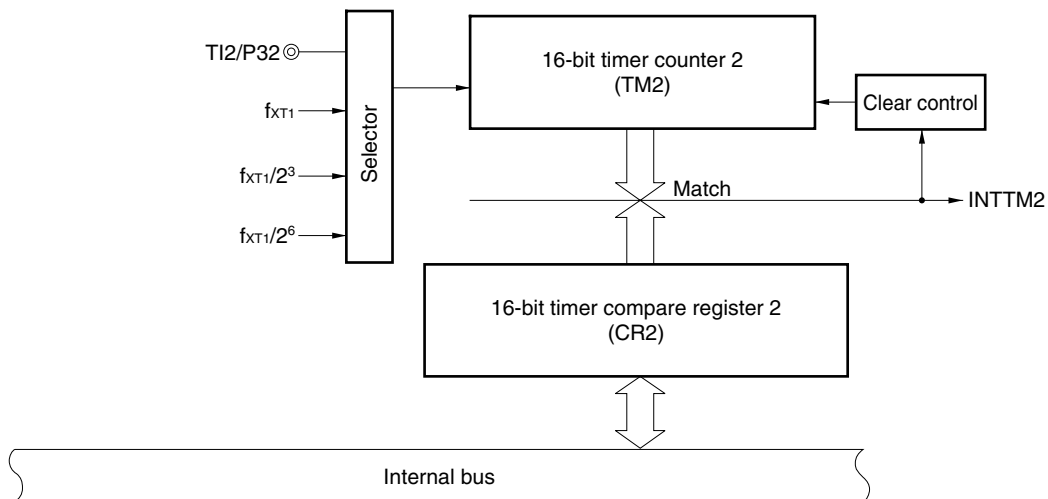 TI2/P32
fXT1
fXT1/2³
fXT1/2⁶
Selector
16-bit timer counter 2
(TM2)
Clear control
Match
INTTM2
16-bit timer compare register 2
(CR2)
Internal bus